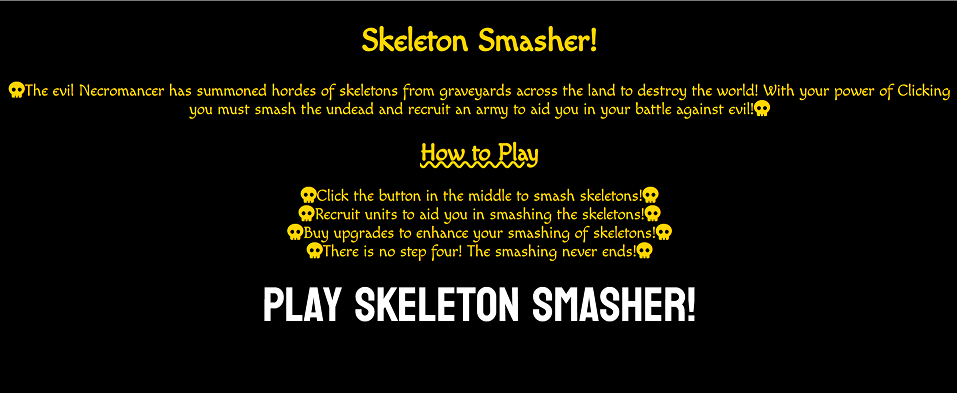 Skeleton Smasher!
💀The evil Necromancer has summoned hordes of skeletons from graveyards across the land to destroy the world! With your power of Clicking
you must smash the undead and recruit an army to aid you in your battle against evil!💀
How to Play
💀Click the button in the middle to smash skeletons!💀
💀Recruit units to aid you in smashing the skeletons!💀
💀Buy upgrades to enhance your smashing of skeletons!💀
💀There is no step four! The smashing never ends!💀
PLAY SKELETON SMASHER!